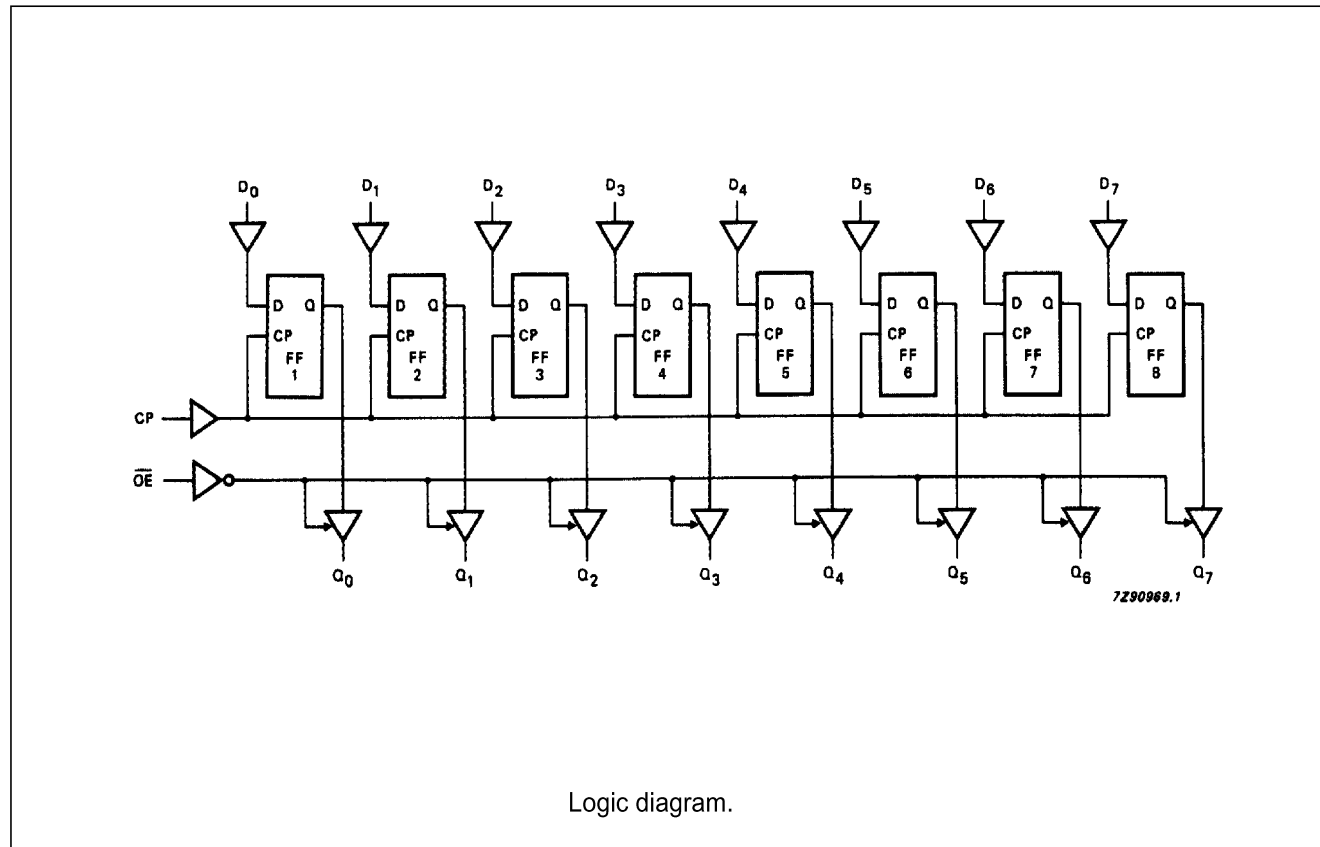 D0 D1 D2 D3 D4 D5 D6 D7
D Q D Q D Q D Q D Q D Q D Q D Q
CP CP CP CP CP CP CP CP
FF FF FF FF FF FF FF FF
1 2 3 4 5 6 7 8
CP
O̅E̅
Q0 Q1 Q2 Q3 Q4 Q5 Q6 Q7
7Z90969.1
Logic diagram.